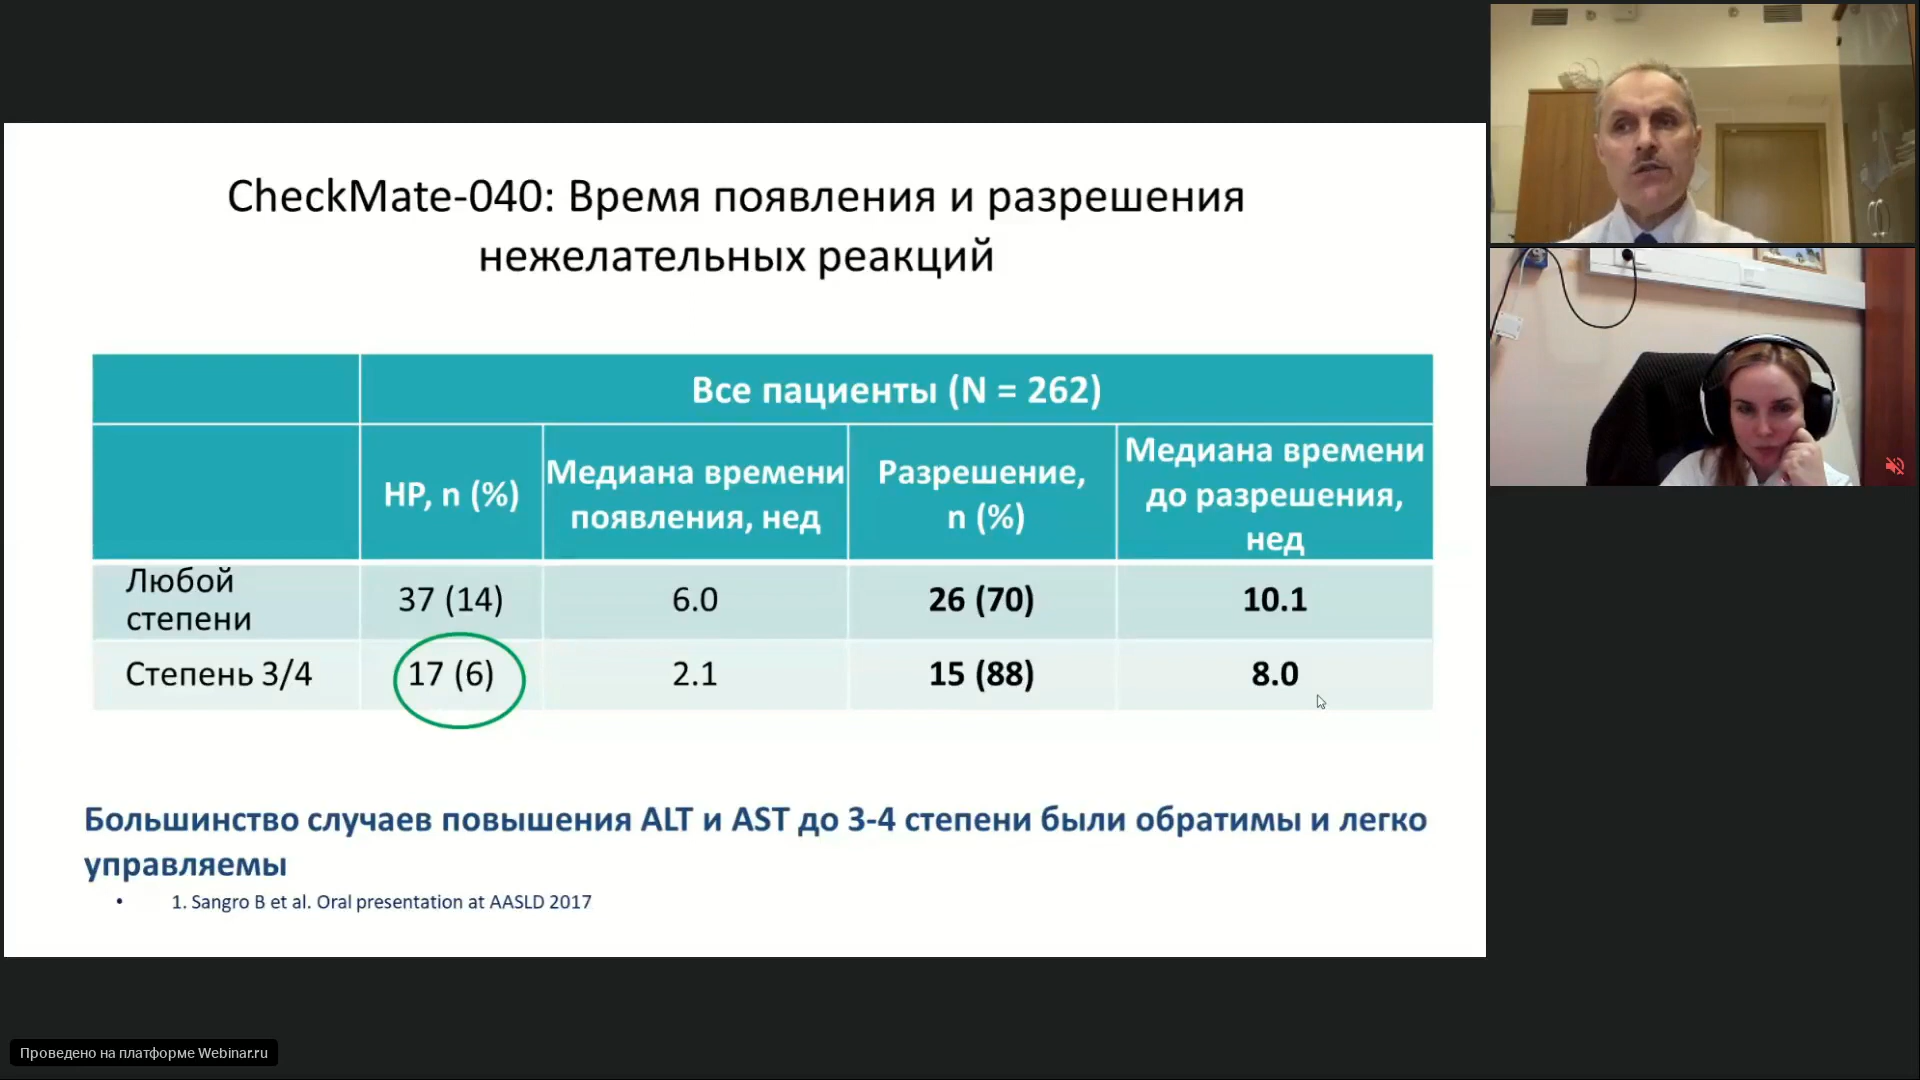 CheckMate-040: Время появления и разрешения
нежелательных реакций
Все пациенты (N = 262)
НР, n (%)
Медиана времени
появления, нед
Разрешение,
n (%)
Медиана времени
до разрешения,
нед
Любой
степени
37 (14)
6.0
26 (70)
10.1
Степень 3/4
17 (6)
2.1
15 (88)
8.0
Большинство случаев повышения ALT и AST до 3-4 степени были обратимы и легко
управляемы
• 1. Sangro B et al. Oral presentation at AASLD 2017
Проведено на платформе Webinar.ru